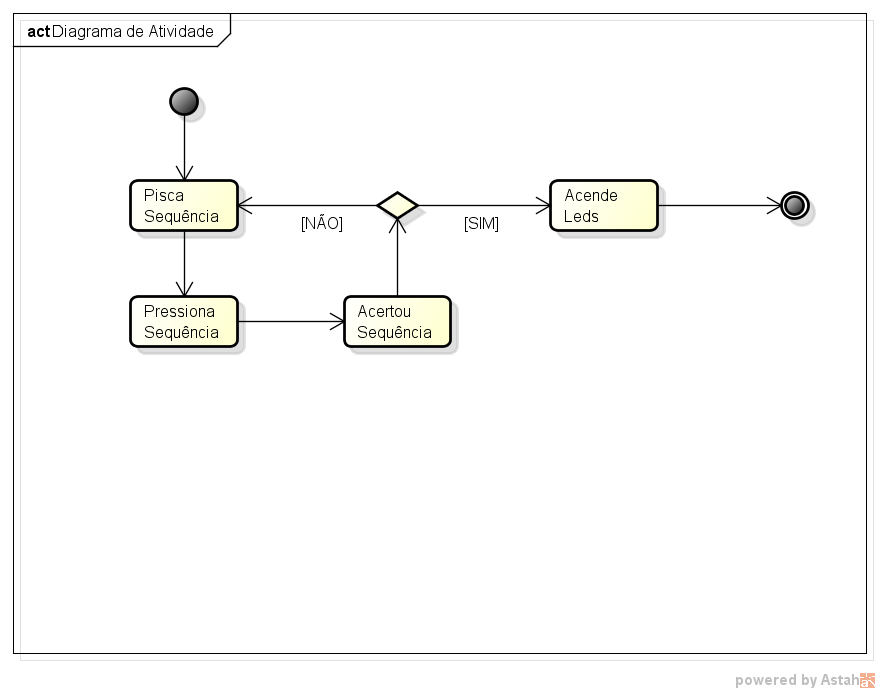 act Diagrama de Atividade
Pisca
Sequência
[NÃO]
[SIM]
Acende
Leds
Pressiona
Sequência
Acertou
Sequência
powered by Astah